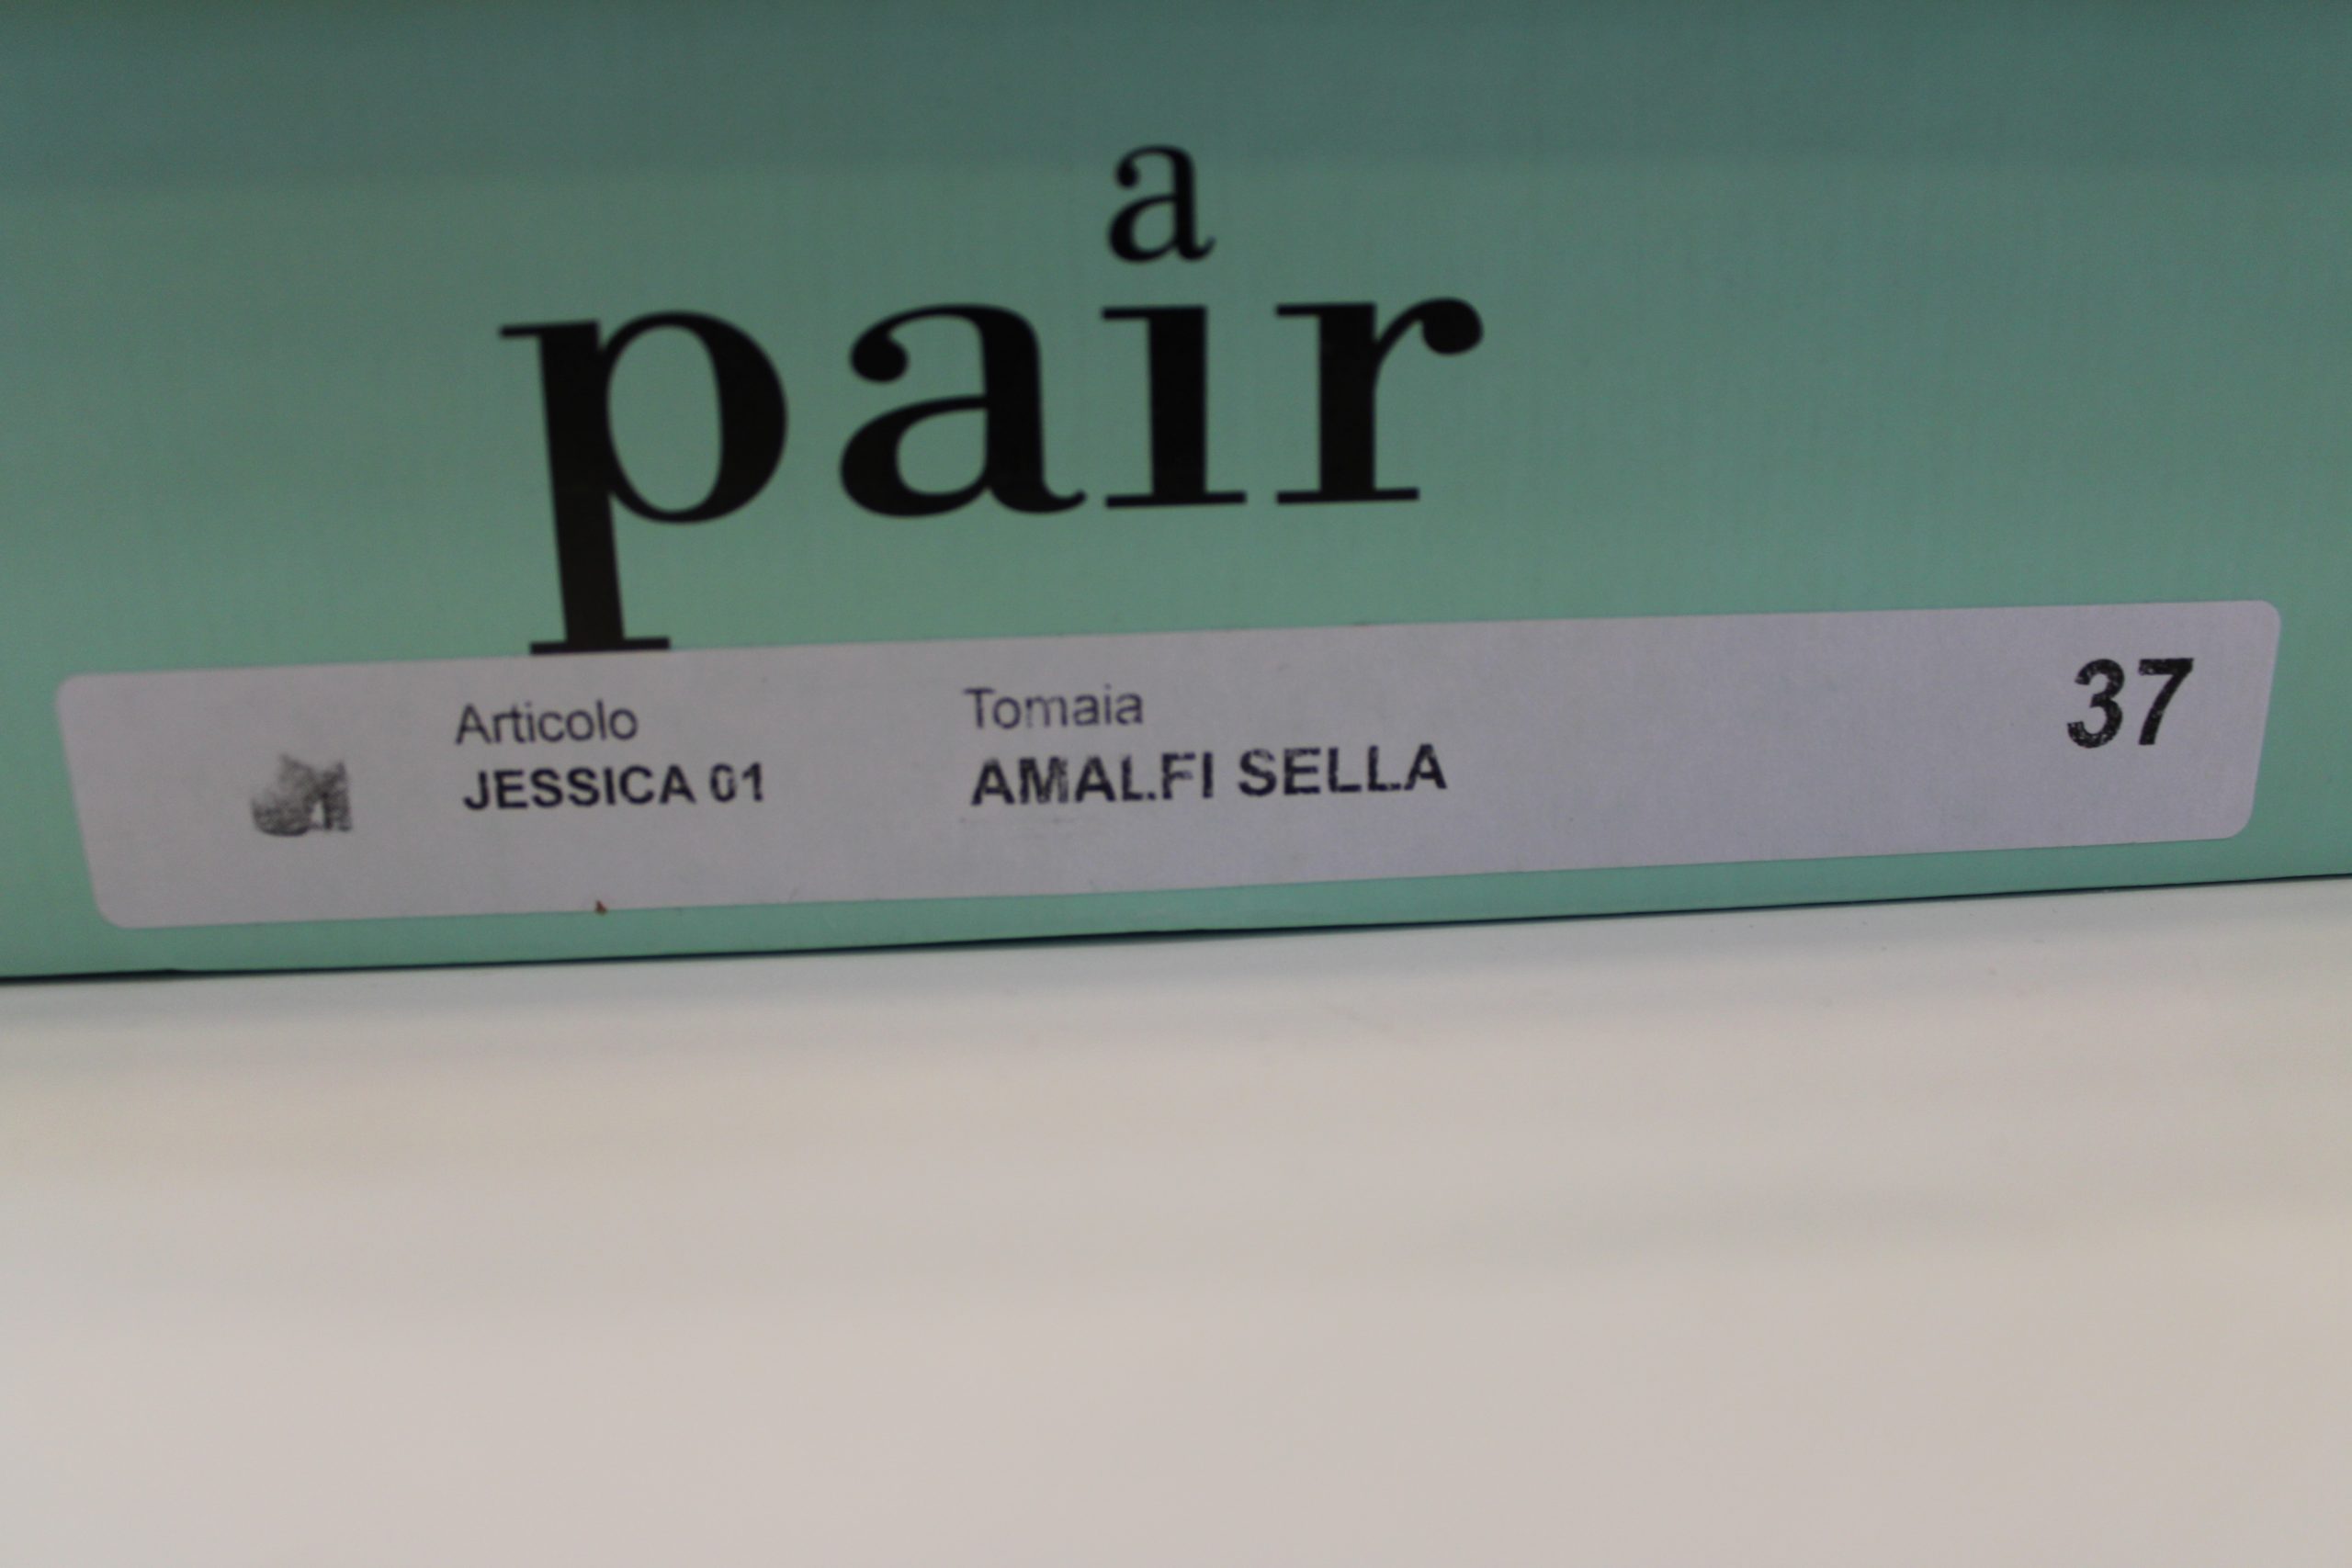 a
pair
Articolo
JESSICA 01
Tomaia
AMALFI SELLA
37